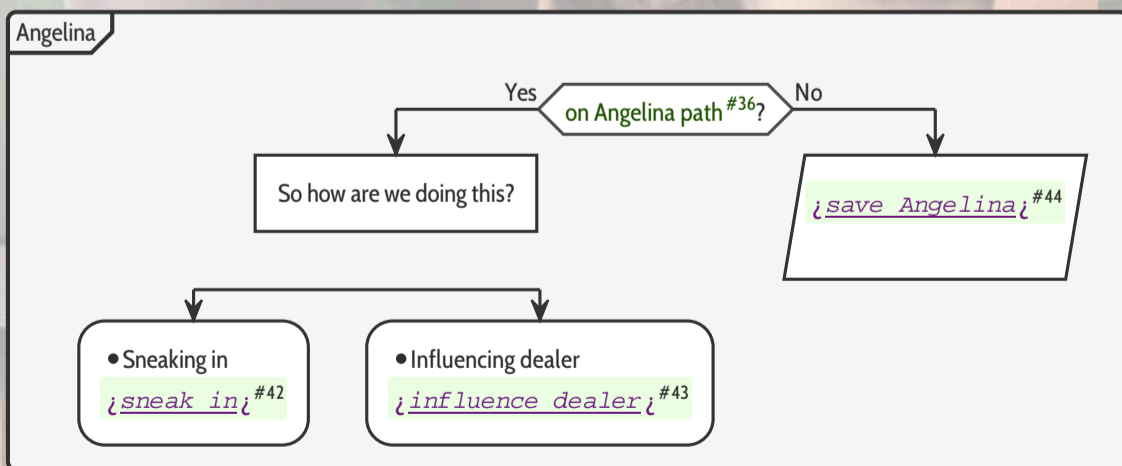 Angelina
Yes
on Angelina path #36?
No
So how are we doing this?
¿save Angelina¿ #44
•Sneaking in
¿sneak in¿ #42
•Influencing dealer
¿influence dealer¿ #43